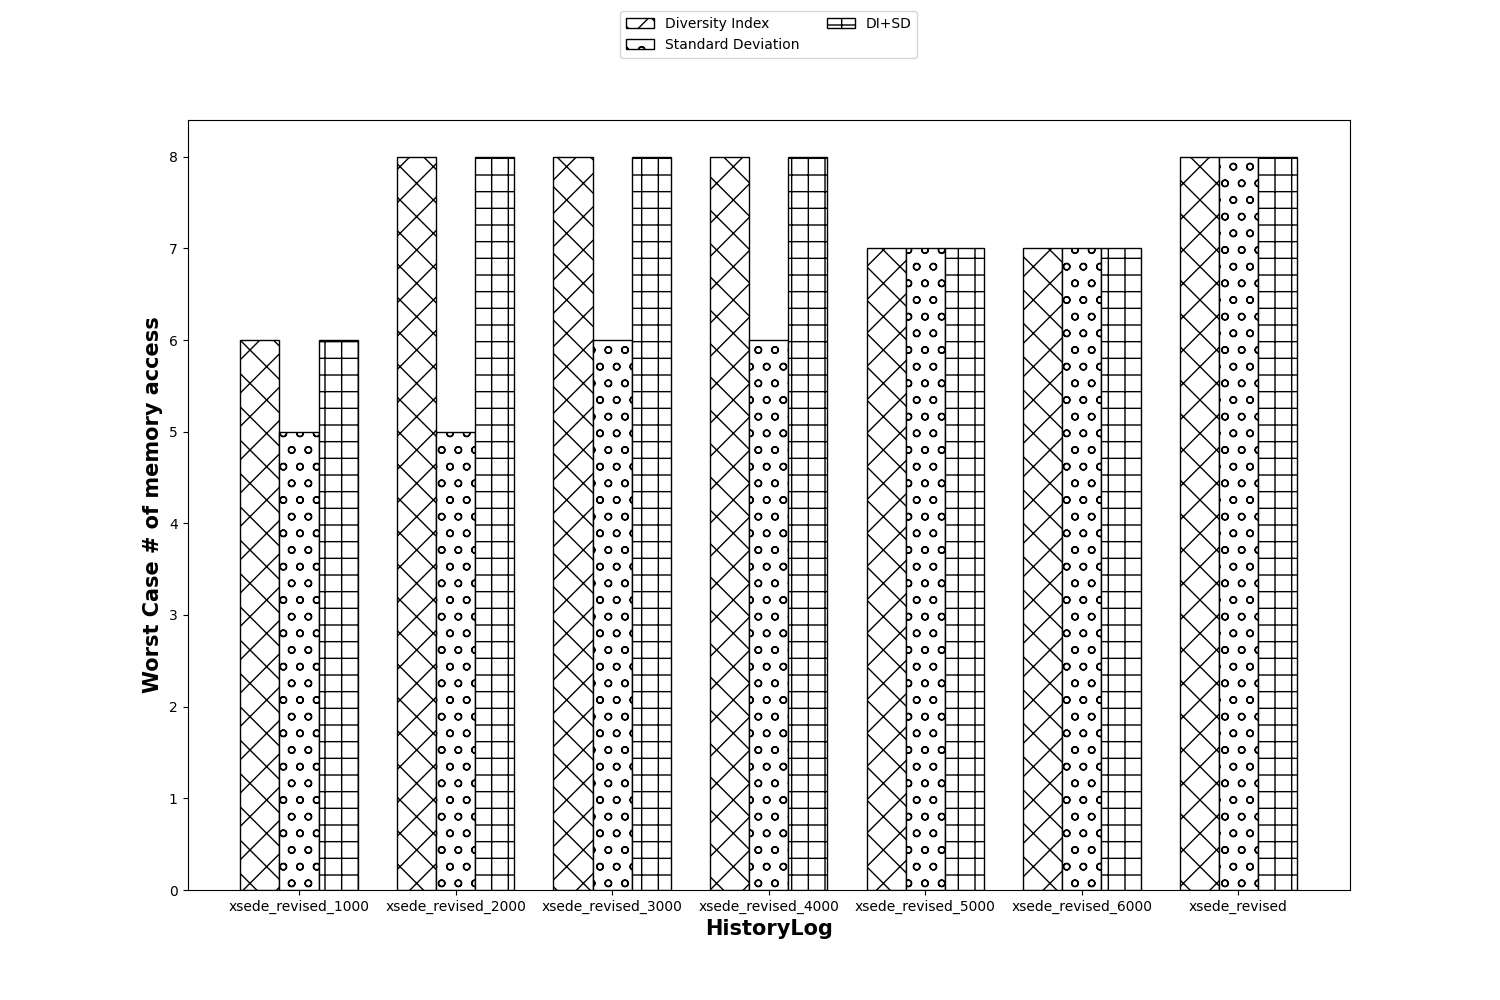 Diversity Index
Standard Deviation
DI+SD
Worst Case # of memory access
8
7
6
5
4
3
2
1
0
xsede_revised_1000 xsede_revised_2000 xsede_revised_3000 xsede_revised_4000 xsede_revised_5000 xsede_revised_6000 xsede_revised
HistoryLog